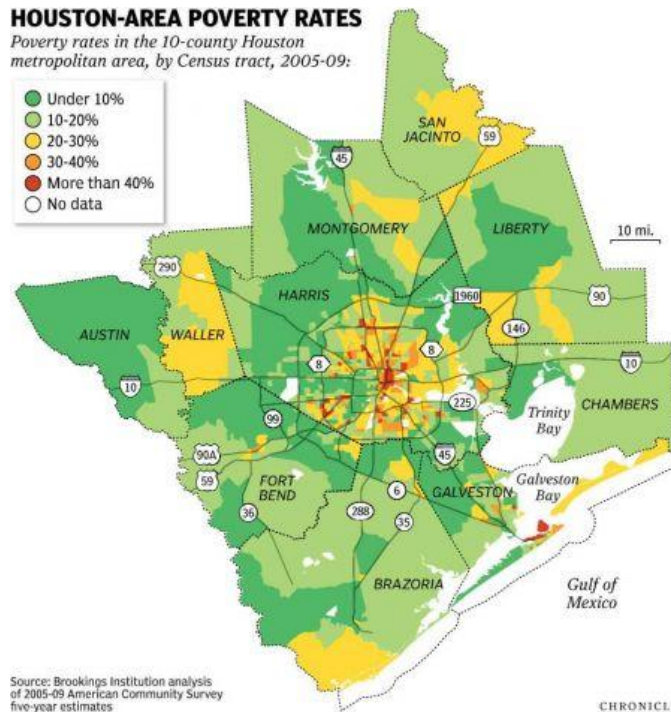 HOUSTON-AREA POVERTY RATES
Poverty rates in the 10-county Houston
metropolitan area, by Census tract, 2005-09:
Under 10%
10-20%
20-30%
30-40%
More than 40%
No data
SAN
JACINTO
59
45
MONTGOMERY
LIBERTY
10 mi.
290
HARRIS
1960
90
AUSTIN
WALLER
146
8
8
10
10
225
Trinity
Bay
CHAMBERS
99
45
90A
Galveston
Bay
59
FORT
BEND
6
GALVESTON
36
288
35
BRAZORIA
Gulf of
Mexico
Source: Brookings Institution analysis
of 2005-09 American Community Survey
five-year estimates
CHRONICL